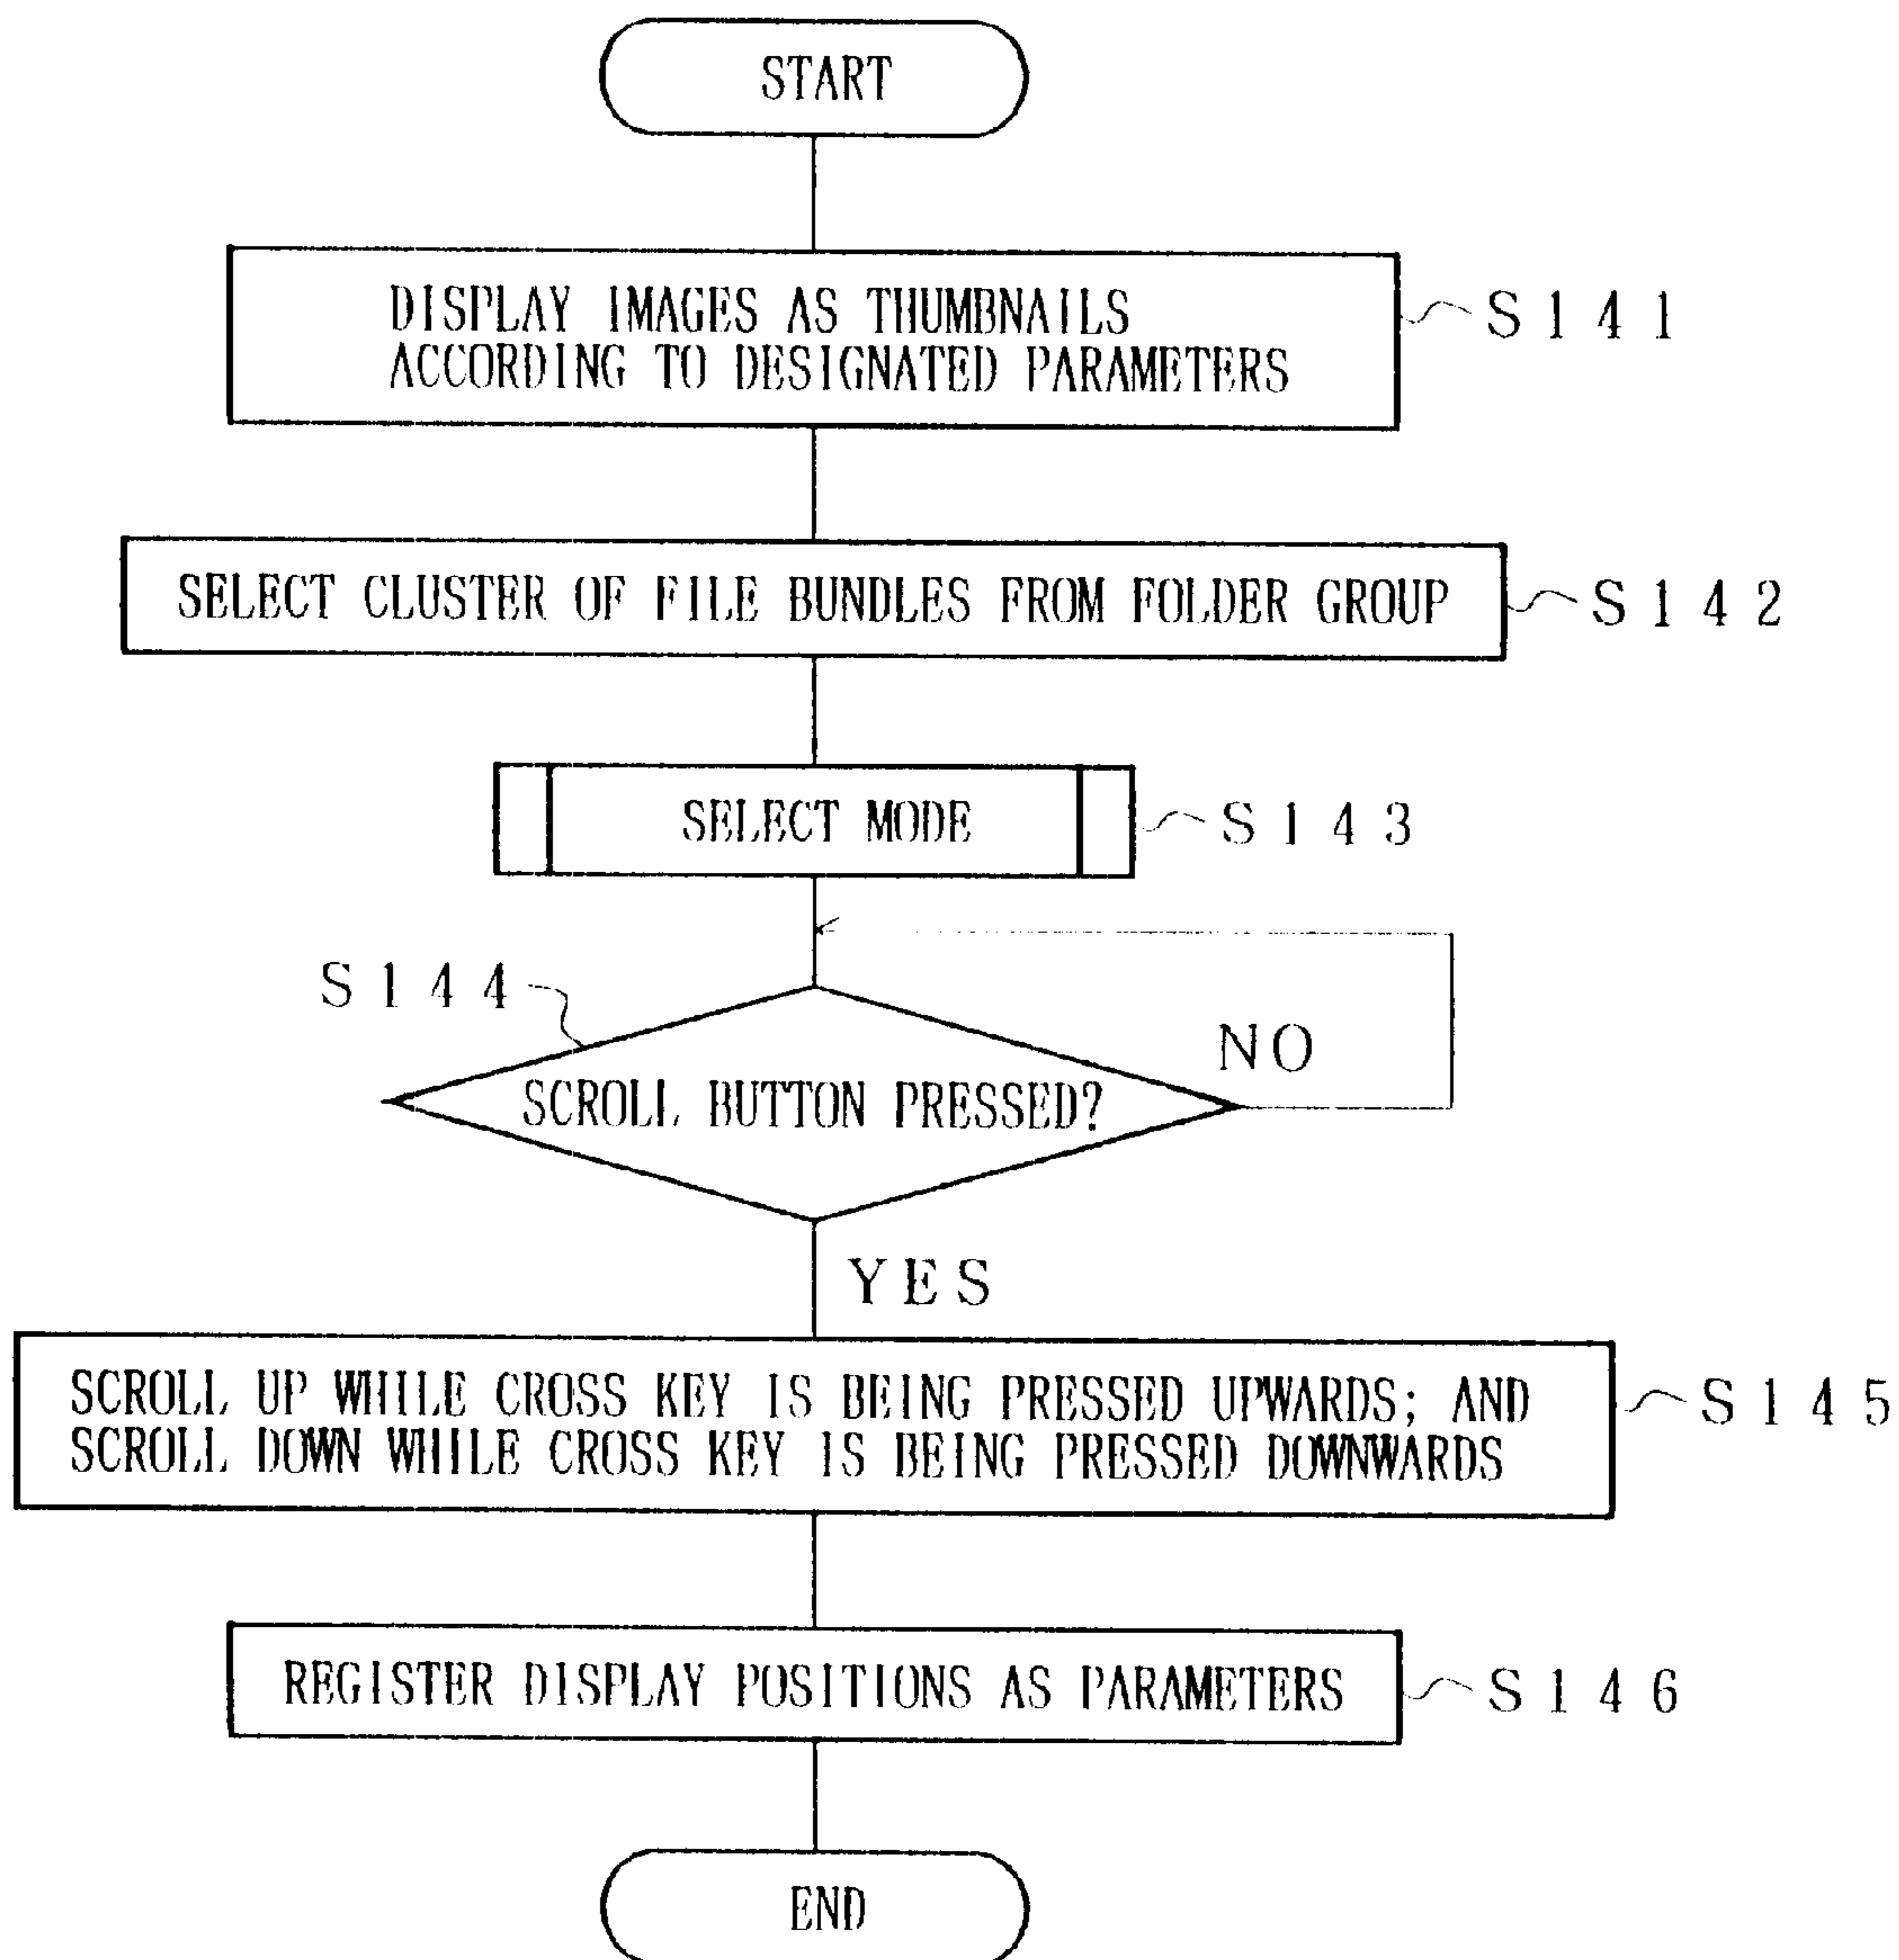 START
DISPLAY IMAGES AS THUMBNAILS
ACCORDING TO DESIGNATED PARAMETERS
S141
SELECT CLUSTER OF FILE BUNDLES FROM FOLDER GROUP
S142
SELECT MODE
S143
S144
SCROLL BUTTON PRESSED?
NO
YES
SCROLL UP WHILE CROSS KEY IS BEING PRESSED UPWARDS; AND
SCROLL DOWN WHILE CROSS KEY IS BEING PRESSED DOWNWARDS
S145
REGISTER DISPLAY POSITIONS AS PARAMETERS
S146
END